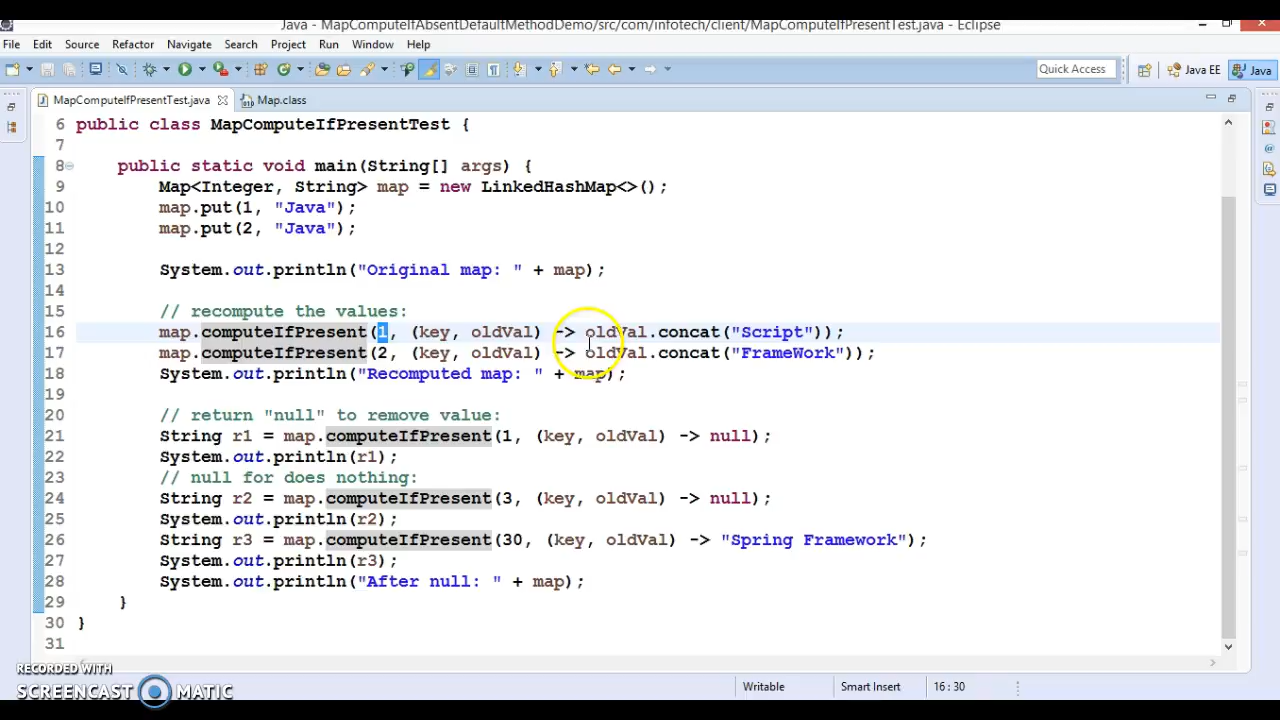 Java - MapComputeIfAbsentDefaultMethodDemo/src/com/infotech/client/MapComputeIfPresentTest.java - Eclipse
File Edit Source Refactor Navigate Search Project Run Window Help
Quick Access Java EE Java
MapComputeIfPresentTest.java Map.class
6 public class MapComputeIfPresentTest {
7
8 public static void main(String[] args) {
9 Map<Integer, String> map = new LinkedHashMap<>();
10 map.put(1, "Java");
11 map.put(2, "Java");
12
13 System.out.println("Original map: " + map);
14
15 // recompute the values:
16 map.computeIfPresent(1, (key, oldVal) -> oldVal.concat("Script"));
17 map.computeIfPresent(2, (key, oldVal) -> oldVal.concat("FrameWork"));
18 System.out.println("Recomputed map: " + map);
19
20 // return "null" to remove value:
21 String r1 = map.computeIfPresent(1, (key, oldVal) -> null);
22 System.out.println(r1);
23 // null for does nothing:
24 String r2 = map.computeIfPresent(3, (key, oldVal) -> null);
25 System.out.println(r2);
26 String r3 = map.computeIfPresent(30, (key, oldVal) -> "Spring Framework");
27 System.out.println(r3);
28 System.out.println("After null: " + map);
29 }
30 }
31
RECORDED WITH
SCREENCAST MATIC
Writable Smart Insert 16:30